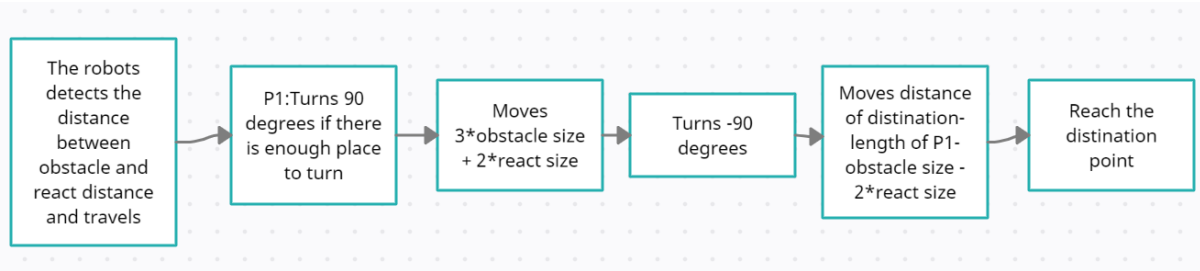 The robots
detects the
distance
between
obstacle and
react distance
and travels
P1:Turns 90
degrees if there
is enough place
to turn
Moves
3*obstacle size
+ 2*react size
Turns -90
degrees
Moves distance
of distination-
length of P1-
obstacle size -
2*react size
Reach the
distination
point